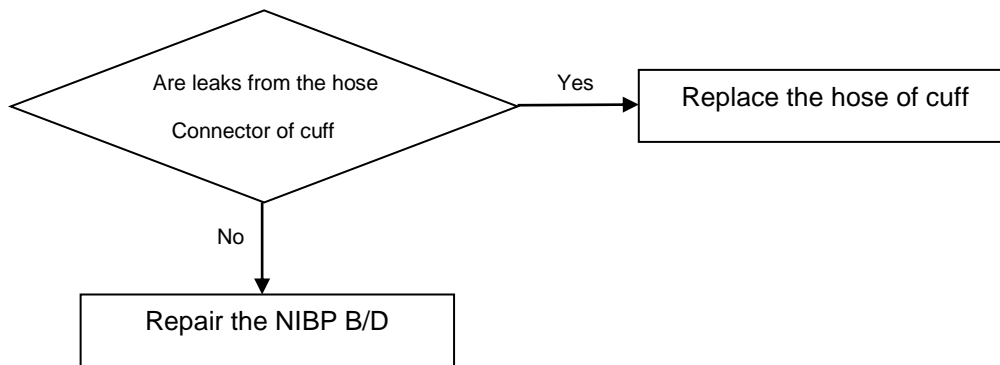 Are leaks from the hose
Connector of cuff
Yes
Replace the hose of cuff
No
Repair the NIBP B/D